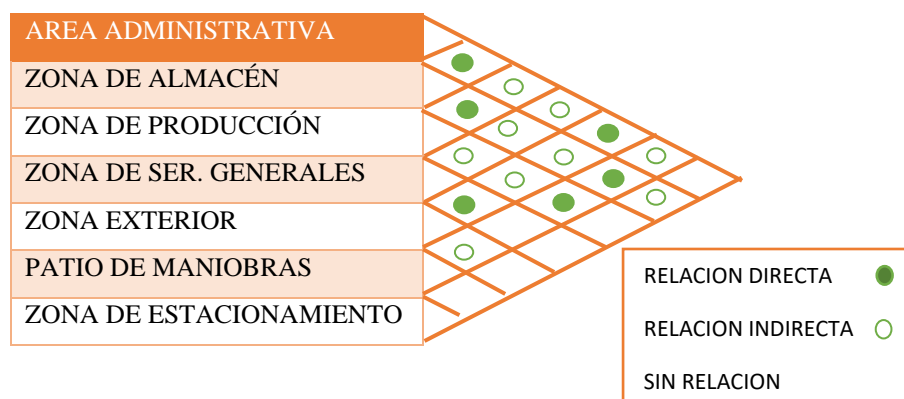 AREA ADMINISTRATIVA
ZONA DE ALMACÉN
ZONA DE PRODUCCIÓN
ZONA DE SER. GENERALES
ZONA EXTERIOR
PATIO DE MANIOBRAS
ZONA DE ESTACIONAMIENTO
RELACION DIRECTA
RELACION INDIRECTA
SIN RELACION